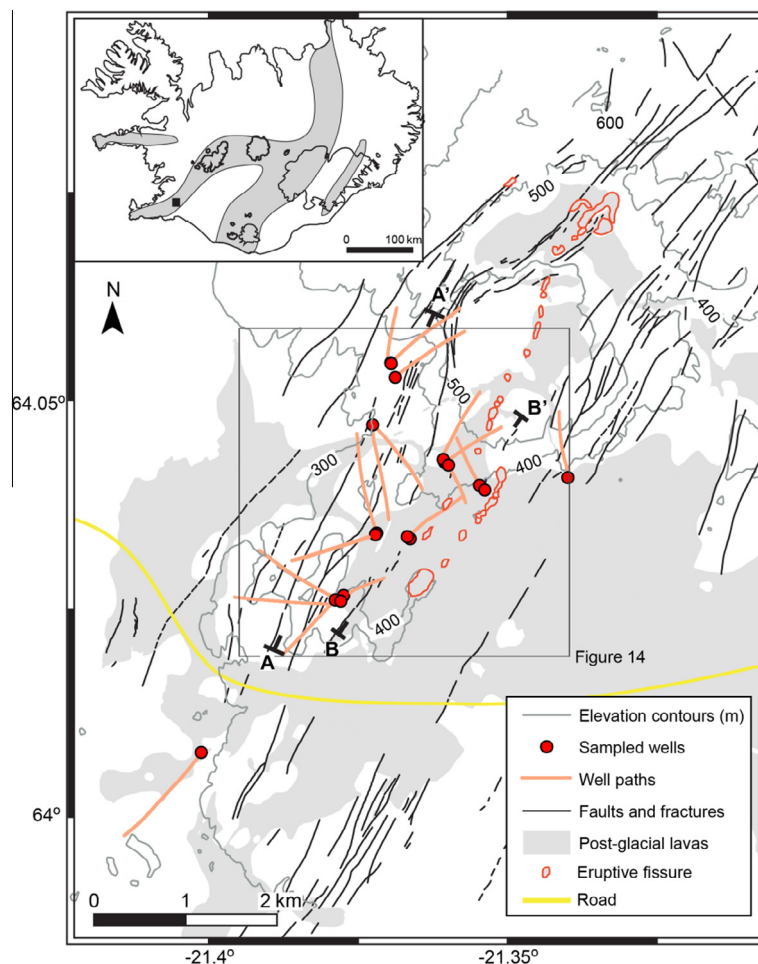 0 100 km
600
500
400
A'
N
64.05°
500
B'
300
400
400
A
B
Figure 14
Elevation contours (m)
Sampled wells
Well paths
Faults and fractures
Post-glacial lavas
Eruptive fissure
Road
64°
0 1 2 km
-21.4° -21.35°